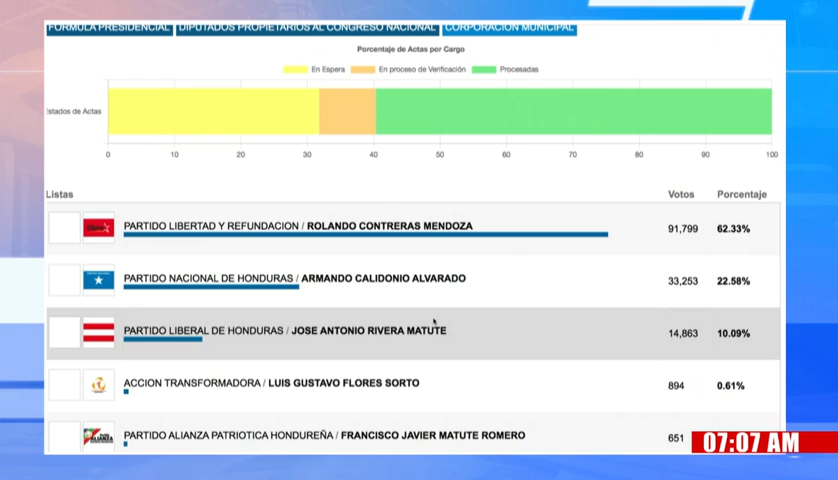 FORMULA PRESIDENCIAL DIPUTADOS PROPIETARIOS AL CONGRESO NACIONAL CORPORACION MUNICIPAL
Porcentaje de Actas por Cargo
En Espera En proceso de Verificación Procesadas
Estados de Actas
0 10 20 30 40 50 60 70 80 90 100
Listas Votos Porcentaje
PARTIDO LIBERTAD Y REFUNDACION / ROLANDO CONTRERAS MENDOZA 91,799 62.33%
PARTIDO NACIONAL DE HONDURAS / ARMANDO CALIDONIO ALVARADO 33,253 22.58%
PARTIDO LIBERAL DE HONDURAS / JOSE ANTONIO RIVERA MATUTE 14,863 10.09%
ACCION TRANSFORMADORA / LUIS GUSTAVO FLORES SORTO 894 0.61%
ALIANZA PARTIDO ALIANZA PATRIOTICA HONDUREÑA / FRANCISCO JAVIER MATUTE ROMERO 651
07:07 AM